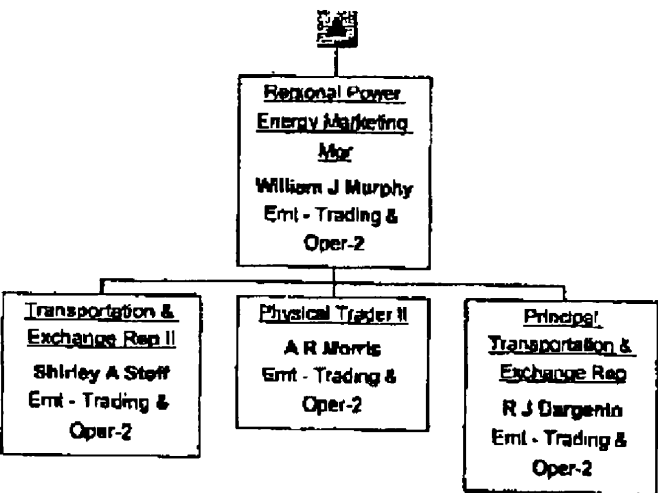 Regional Power
Energy Marketing
Mgr
William J Murphy
Emt - Trading &
Oper-2
Transportation &
Exchange Rep II
Shirley A Steff
Emt - Trading &
Oper-2
Physical Trader II
A R Morris
Emt - Trading &
Oper-2
Principal
Transportation &
Exchange Rep
R J Dargenio
Emt - Trading &
Oper-2